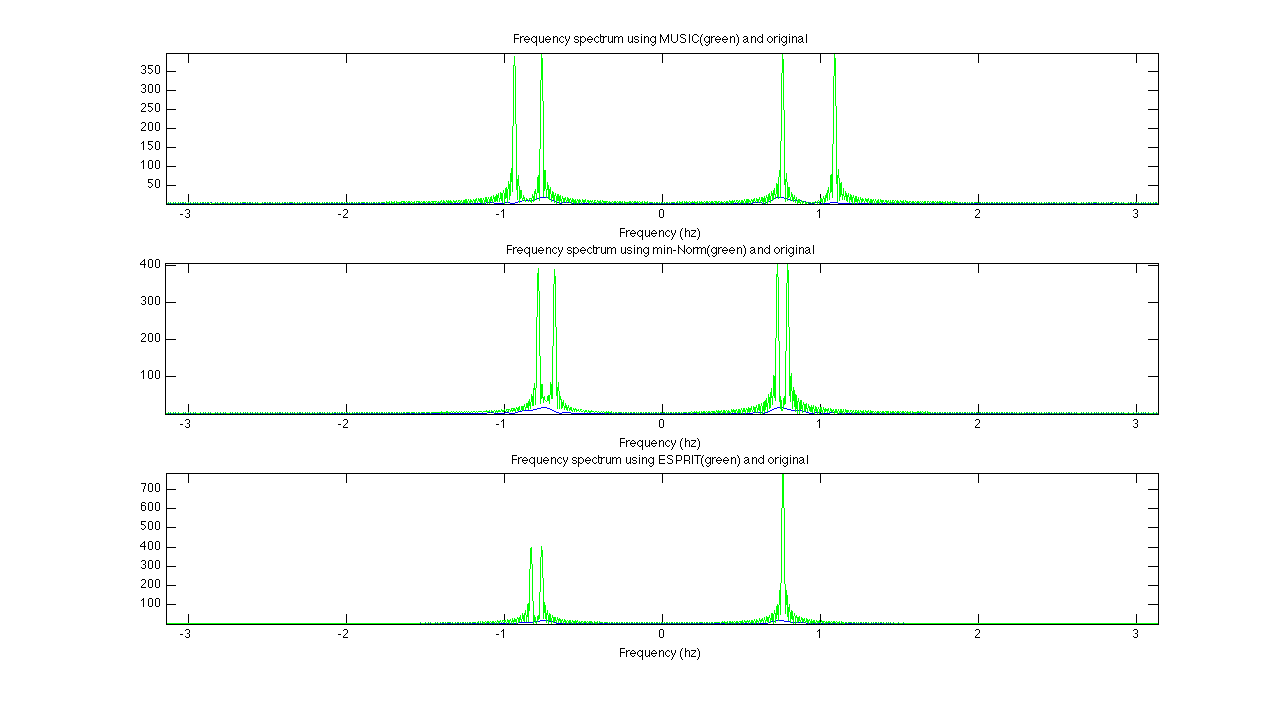 Frequency spectrum using MUSIC(green) and original
350
300
250
200
150
100
50
-3 -2 -1 0 1 2 3
Frequency (hz)
Frequency spectrum using min-Norm(green) and original
400
300
200
100
-3 -2 -1 0 1 2 3
Frequency (hz)
Frequency spectrum using ESPRIT(green) and original
700
600
500
400
300
200
100
-3 -2 -1 0 1 2 3
Frequency (hz)